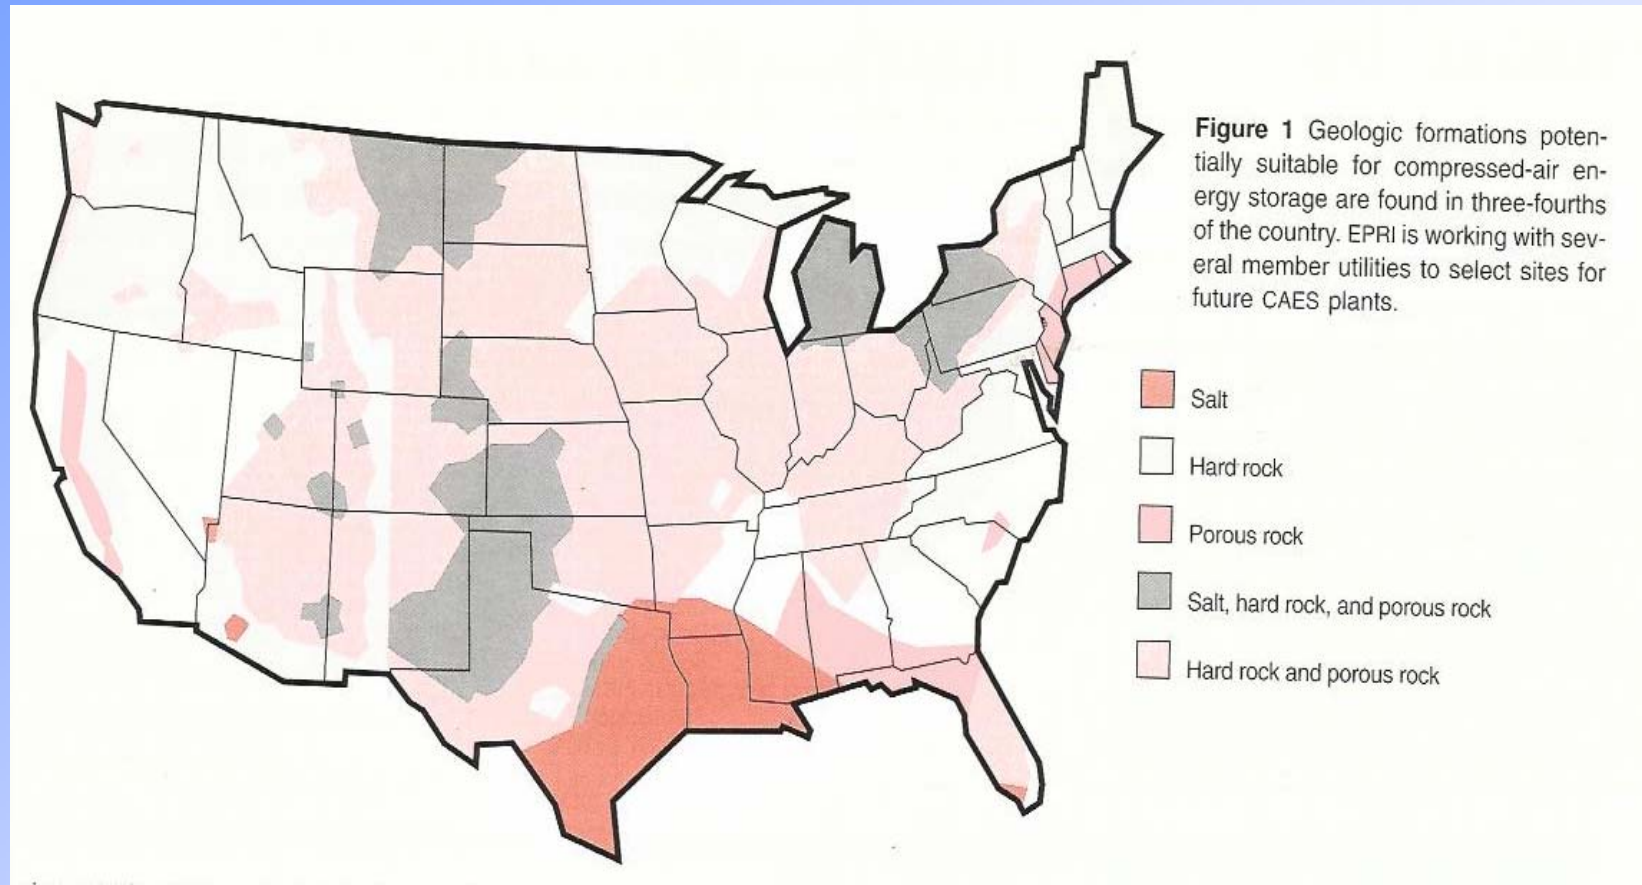 Figure 1 Geologic formations poten-
tially suitable for compressed-air en-
ergy storage are found in three-fourths
of the country. EPRI is working with sev-
eral member utilities to select sites for
future CAES plants.
Salt
Hard rock
Porous rock
Salt, hard rock, and porous rock
Hard rock and porous rock